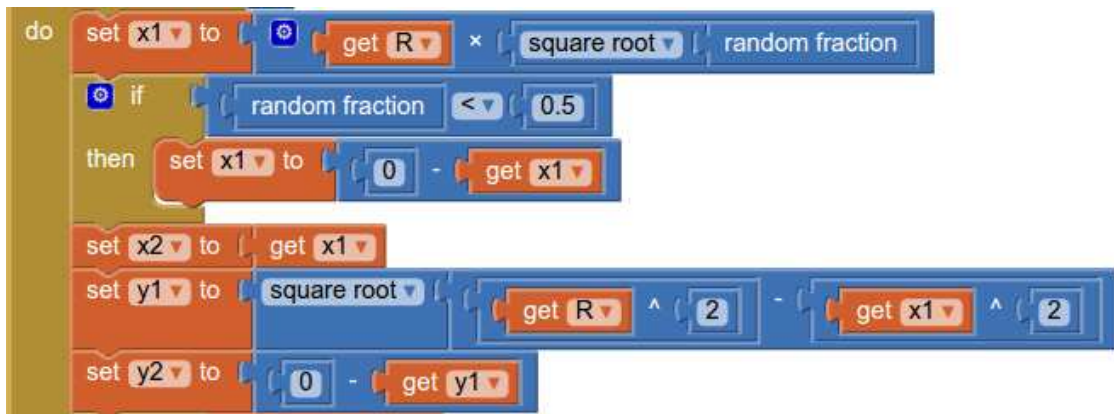 do set x1 to get R × square root random fraction
if random fraction < 0.5
then set x1 to 0 - get x1
set x2 to get x1
set y1 to square root get R ^ 2 - get x1 ^ 2
set y2 to 0 - get y1